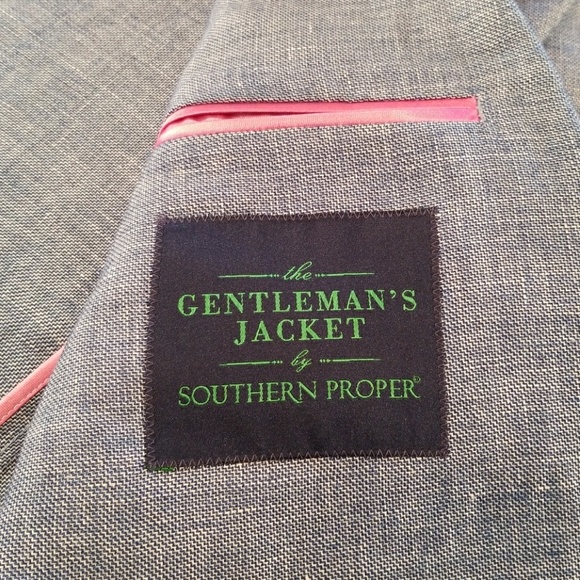 the
GENTLEMAN'S
JACKET
by
SOUTHERN PROPER®